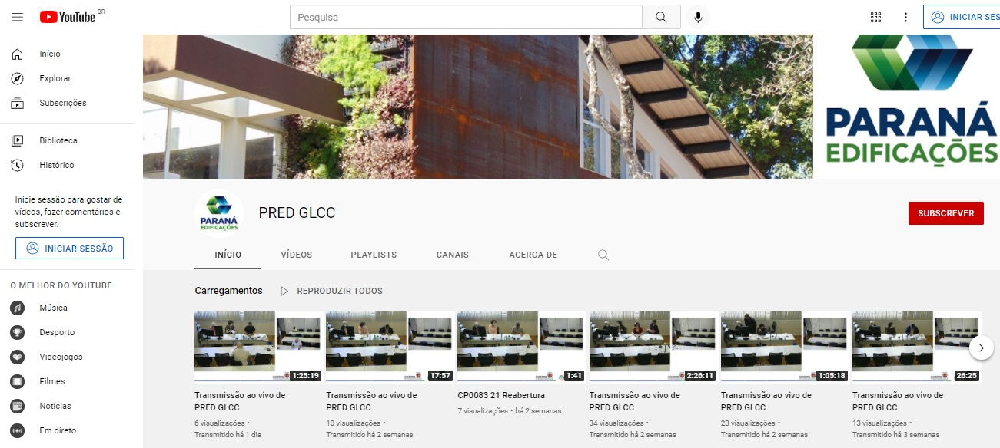 YouTube BR
Pesquisa
INICIAR SES
Início
Explorar
Subscrições
Biblioteca
Histórico
Inicie sessão para gostar de
vídeos, fazer comentários e
subscrever.
INICIAR SESSÃO
O MELHOR DO YOUTUBE
Música
Desporto
Videojogos
Filmes
Notícias
Em direto
PARANÁ
EDIFICAÇÕES
PARANÁ
EDIFICAÇÕES
PRED GLCC
SUBSCREVER
INÍCIO
VÍDEOS
PLAYLISTS
CANAIS
ACERCA DE
Carregamentos
REPRODUZIR TODOS
1:25:19
Transmissão ao vivo de
PRED GLCC
6 visualizações •
Transmitido há 1 dia
17:57
Transmissão ao vivo de
PRED GLCC
10 visualizações •
Transmitido há 2 semanas
1:41
CP0083 21 Reabertura
7 visualizações • há 2 semanas
2:26:11
Transmissão ao vivo de
PRED GLCC
34 visualizações •
Transmitido há 2 semanas
1:05:18
Transmissão ao vivo de
PRED GLCC
23 visualizações •
Transmitido há 2 semanas
26:25
Transmissão ao vivo de
PRED GLCC
13 visualizações •
Transmitido há 3 semanas